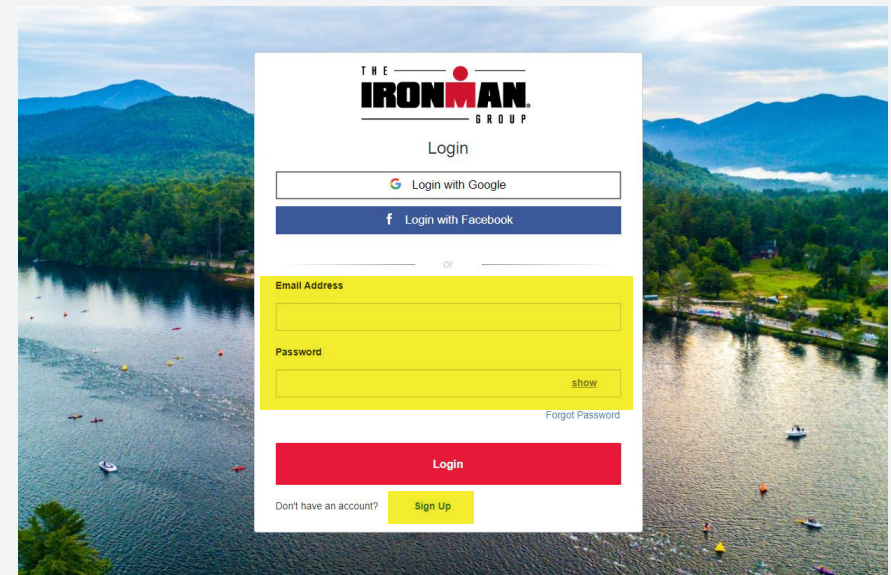 THE
IRONMAN.
GROUP
Login
Login with Google
f Login with Facebook
or
Email Address
Password
show
Forgot Password
Login
Don't have an account? Sign Up